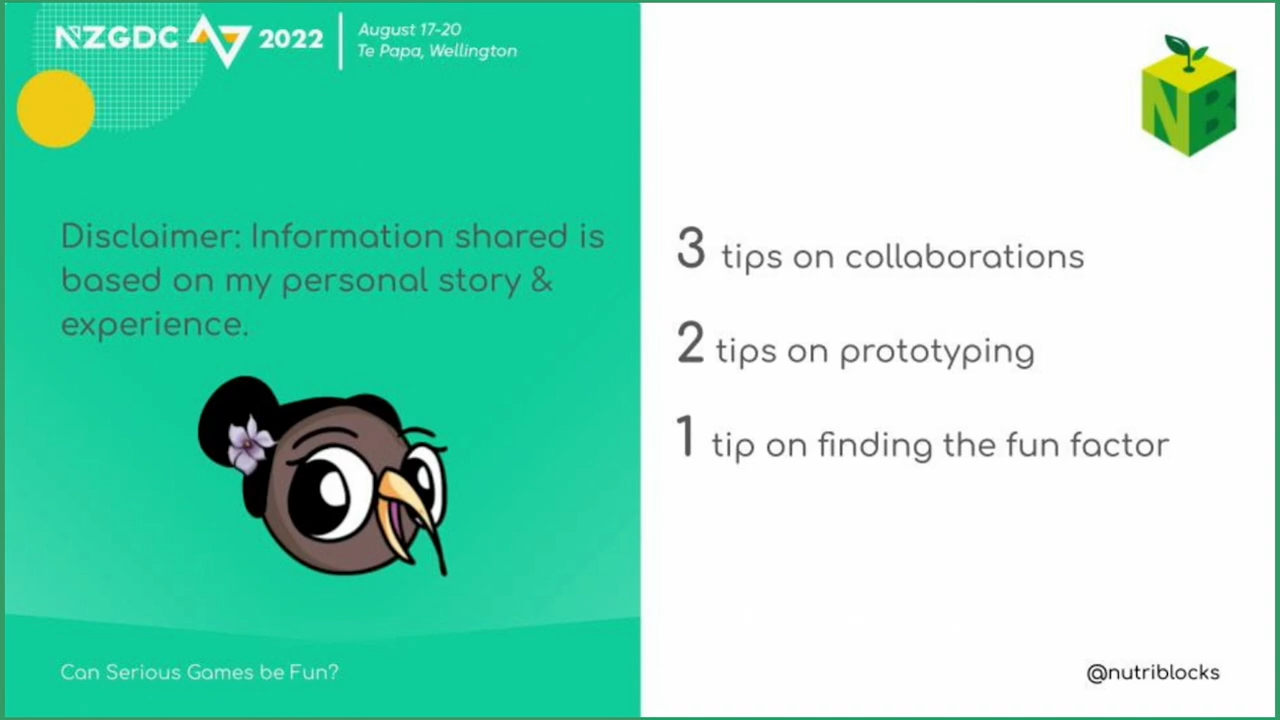 NZGDC 2022
August 17-20
Te Papa, Wellington
Disclaimer: Information shared is
based on my personal story &
experience.
Can Serious Games be Fun?
NB
3 tips on collaborations
2 tips on prototyping
1 tip on finding the fun factor
@nutriblocks